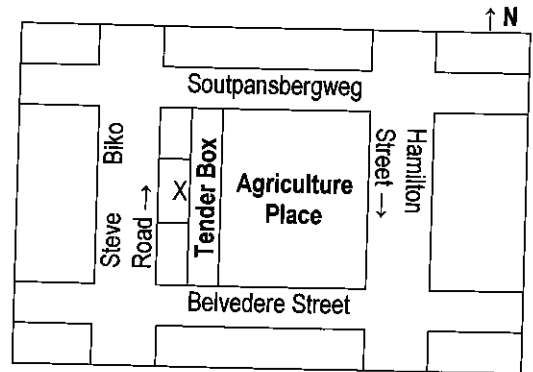 ↑ N
Soutpansbergweg
Steve Biko
Road →
X
Tender Box
Agriculture
Place
Hamilton
Street →
Belvedere Street